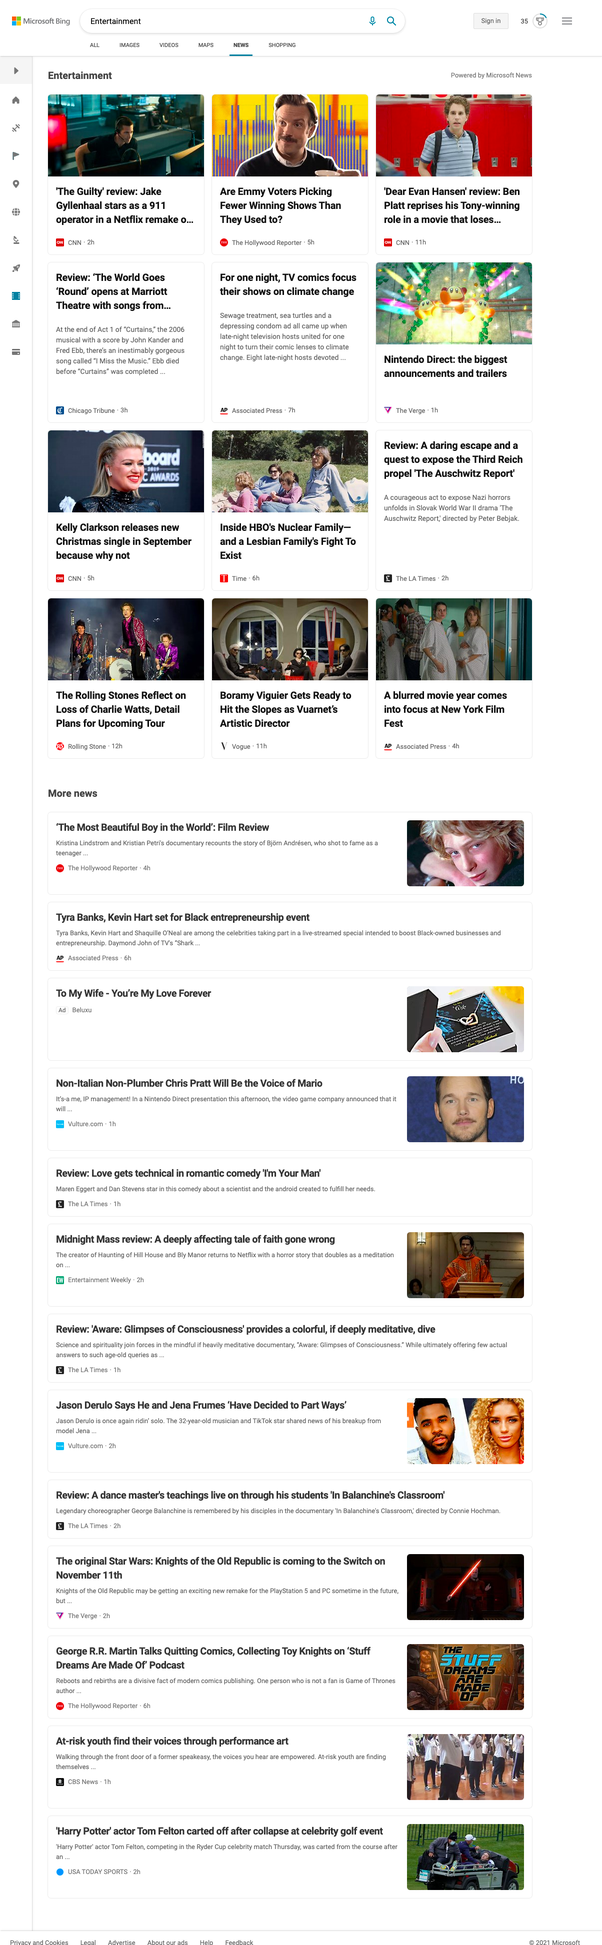 Microsoft Bing
Entertainment
Sign in
35
ALL
IMAGES
VIDEOS
MAPS
NEWS
SHOPPING
Entertainment
Powered by Microsoft News
'The Guilty' review: Jake
Gyllenhaal stars as a 911
operator in a Netflix remake o...
CNN · 2h
Are Emmy Voters Picking
Fewer Winning Shows Than
They Used to?
The Hollywood Reporter · 5h
'Dear Evan Hansen' review: Ben
Platt reprises his Tony-winning
role in a movie that loses...
CNN · 11h
Review: 'The World Goes
'Round' opens at Marriott
Theatre with songs from...
At the end of Act 1 of "Curtains," the 2006
musical with a score by John Kander and
Fred Ebb, there's an inestimably gorgeous
song called "I Miss the Music." Ebb died
before "Curtains" was completed ...
Chicago Tribune · 3h
For one night, TV comics focus
their shows on climate change
Sewage treatment, sea turtles and a
depressing condom ad all came up when
late-night television hosts united for one
night to turn their comic lenses to climate
change. Eight late-night hosts devoted ...
AP Associated Press · 7h
Nintendo Direct: the biggest
announcements and trailers
The Verge · 1h
board
2019
C AWARDS
Kelly Clarkson releases new
Christmas single in September
because why not
CNN · 5h
Inside HBO's Nuclear Family—
and a Lesbian Family's Fight To
Exist
Time · 6h
Review: A daring escape and a
quest to expose the Third Reich
propel 'The Auschwitz Report'
A courageous act to expose Nazi horrors
unfolds in Slovak World War II drama 'The
Auschwitz Report,' directed by Peter Bebjak.
The LA Times · 2h
The Rolling Stones Reflect on
Loss of Charlie Watts, Detail
Plans for Upcoming Tour
Rolling Stone · 12h
Boramy Viguier Gets Ready to
Hit the Slopes as Vuarnet's
Artistic Director
Vogue · 11h
A blurred movie year comes
into focus at New York Film
Fest
AP Associated Press · 4h
More news
'The Most Beautiful Boy in the World': Film Review
Kristina Lindstrom and Kristian Petri's documentary recounts the story of Björn Andrésen, who shot to fame as a
teenager ...
The Hollywood Reporter · 4h
Tyra Banks, Kevin Hart set for Black entrepreneurship event
Tyra Banks, Kevin Hart and Shaquille O'Neal are among the celebrities taking part in a live-streamed special intended to boost Black-owned businesses and
entrepreneurship. Daymond John of TV's "Shark ...
AP Associated Press · 6h
To My Wife - You're My Love Forever
Ad Beluxu
Non-Italian Non-Plumber Chris Pratt Will Be the Voice of Mario
It's-a me, IP management! In a Nintendo Direct presentation this afternoon, the video game company announced that it
will ...
Vulture.com · 1h
HO
Review: Love gets technical in romantic comedy 'I'm Your Man'
Maren Eggert and Dan Stevens star in this comedy about a scientist and the android created to fulfill her needs.
The LA Times · 1h
Midnight Mass review: A deeply affecting tale of faith gone wrong
The creator of Haunting of Hill House and Bly Manor returns to Netflix with a horror story that doubles as a meditation
on ...
EW Entertainment Weekly · 2h
Review: 'Aware: Glimpses of Consciousness' provides a colorful, if deeply meditative, dive
Science and spirituality join forces in the mindful if heavily meditative documentary, "Aware: Glimpses of Consciousness." While ultimately offering few actual
answers to such age-old queries as ...
The LA Times · 1h
Jason Derulo Says He and Jena Frumes 'Have Decided to Part Ways'
Jason Derulo is once again ridin' solo. The 32-year-old musician and TikTok star shared news of his breakup from
model Jena ...
Vulture.com · 2h
Review: A dance master's teachings live on through his students 'In Balanchine's Classroom'
Legendary choreographer George Balanchine is remembered by his disciples in the documentary 'In Balanchine's Classroom,' directed by Connie Hochman.
The LA Times · 2h
The original Star Wars: Knights of the Old Republic is coming to the Switch on
November 11th
Knights of the Old Republic may be getting an exciting new remake for the PlayStation 5 and PC sometime in the future,
but ...
The Verge · 2h
George R.R. Martin Talks Quitting Comics, Collecting Toy Knights on 'Stuff
Dreams Are Made Of' Podcast
Reboots and rebirths are a divisive fact of modern comics publishing. One person who is not a fan is Game of Thrones
author ...
The Hollywood Reporter · 6h
THE
STUFF
DREAMS
ARE
MADE
OF
At-risk youth find their voices through performance art
Walking through the front door of a former speakeasy, the voices you hear are empowered. At-risk youth are finding
themselves ...
CBS News · 1h
'Harry Potter' actor Tom Felton carted off after collapse at celebrity golf event
'Harry Potter' actor Tom Felton, competing in the Ryder Cup celebrity match Thursday, was carted from the course after
an ...
USA TODAY SPORTS · 2h
Privacy and Cookies
Legal
Advertise
About our ads
Help
Feedback
© 2021 Microsoft